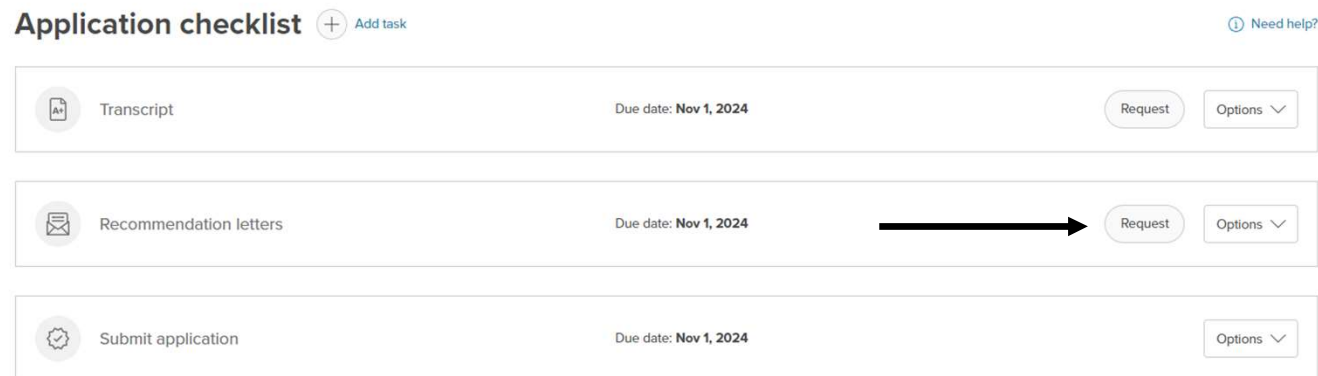 Application checklist + Add task
i Need help?
A+ Transcript Due date: Nov 1, 2024 Request Options
Recommendation letters Due date: Nov 1, 2024 Request Options
Submit application Due date: Nov 1, 2024 Options